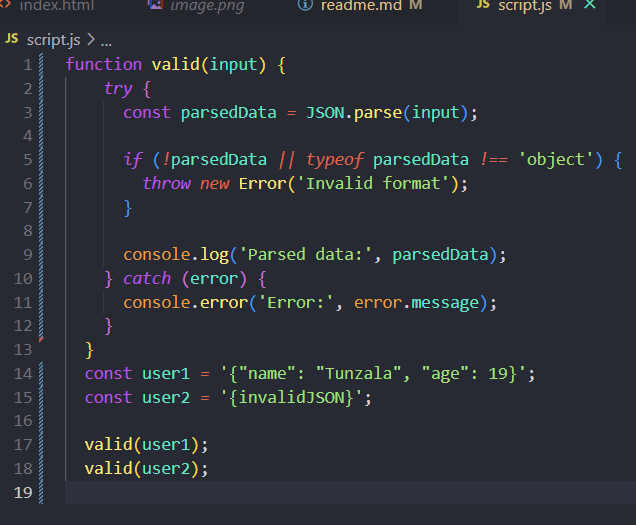 index.html image.png readme.md M JS script.js M
JS script.js > ...
1 function valid(input) {
2 try {
3 const parsedData = JSON.parse(input);
4
5 if (!parsedData || typeof parsedData !== 'object') {
6 throw new Error('Invalid format');
7 }
8
9 console.log('Parsed data:', parsedData);
10 } catch (error) {
11 console.error('Error:', error.message);
12 }
13 }
14 const user1 = '{"name": "Tunzala", "age": 19}';
15 const user2 = '{invalidJSON}';
16
17 valid(user1);
18 valid(user2);
19